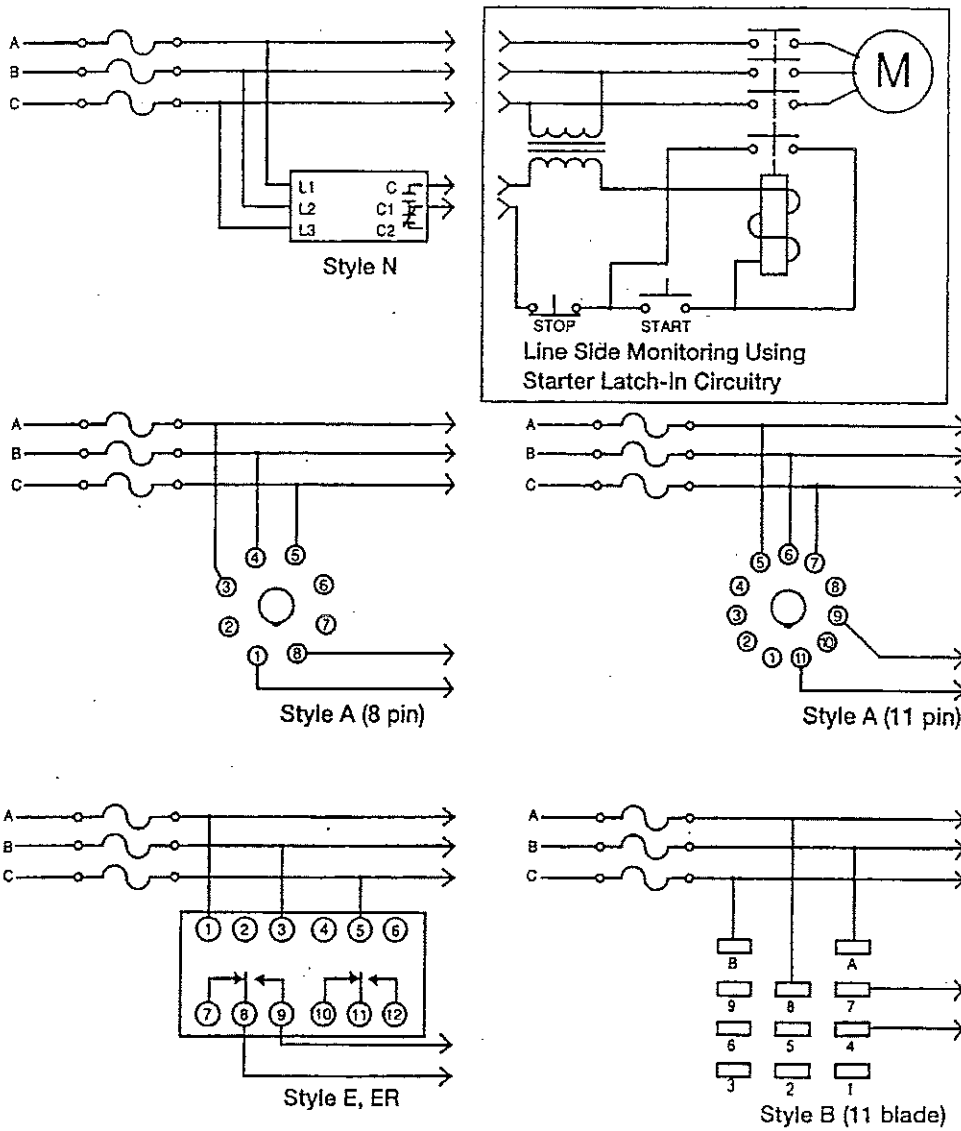 A
B
C
L1
L2
L3
C
C1
C2
Style N
M
STOP
START
Line Side Monitoring Using
Starter Latch-In Circuitry
A
B
C
4
5
3
6
2
7
1
8
Style A (8 pin)
A
B
C
5
6
7
4
8
3
9
2
10
1
11
Style A (11 pin)
A
B
C
1 2 3 4 5 6
7 8 9 10 11 12
Style E, ER
A
B
C
B A
9 8 7
6 5 4
3 2 1
Style B (11 blade)